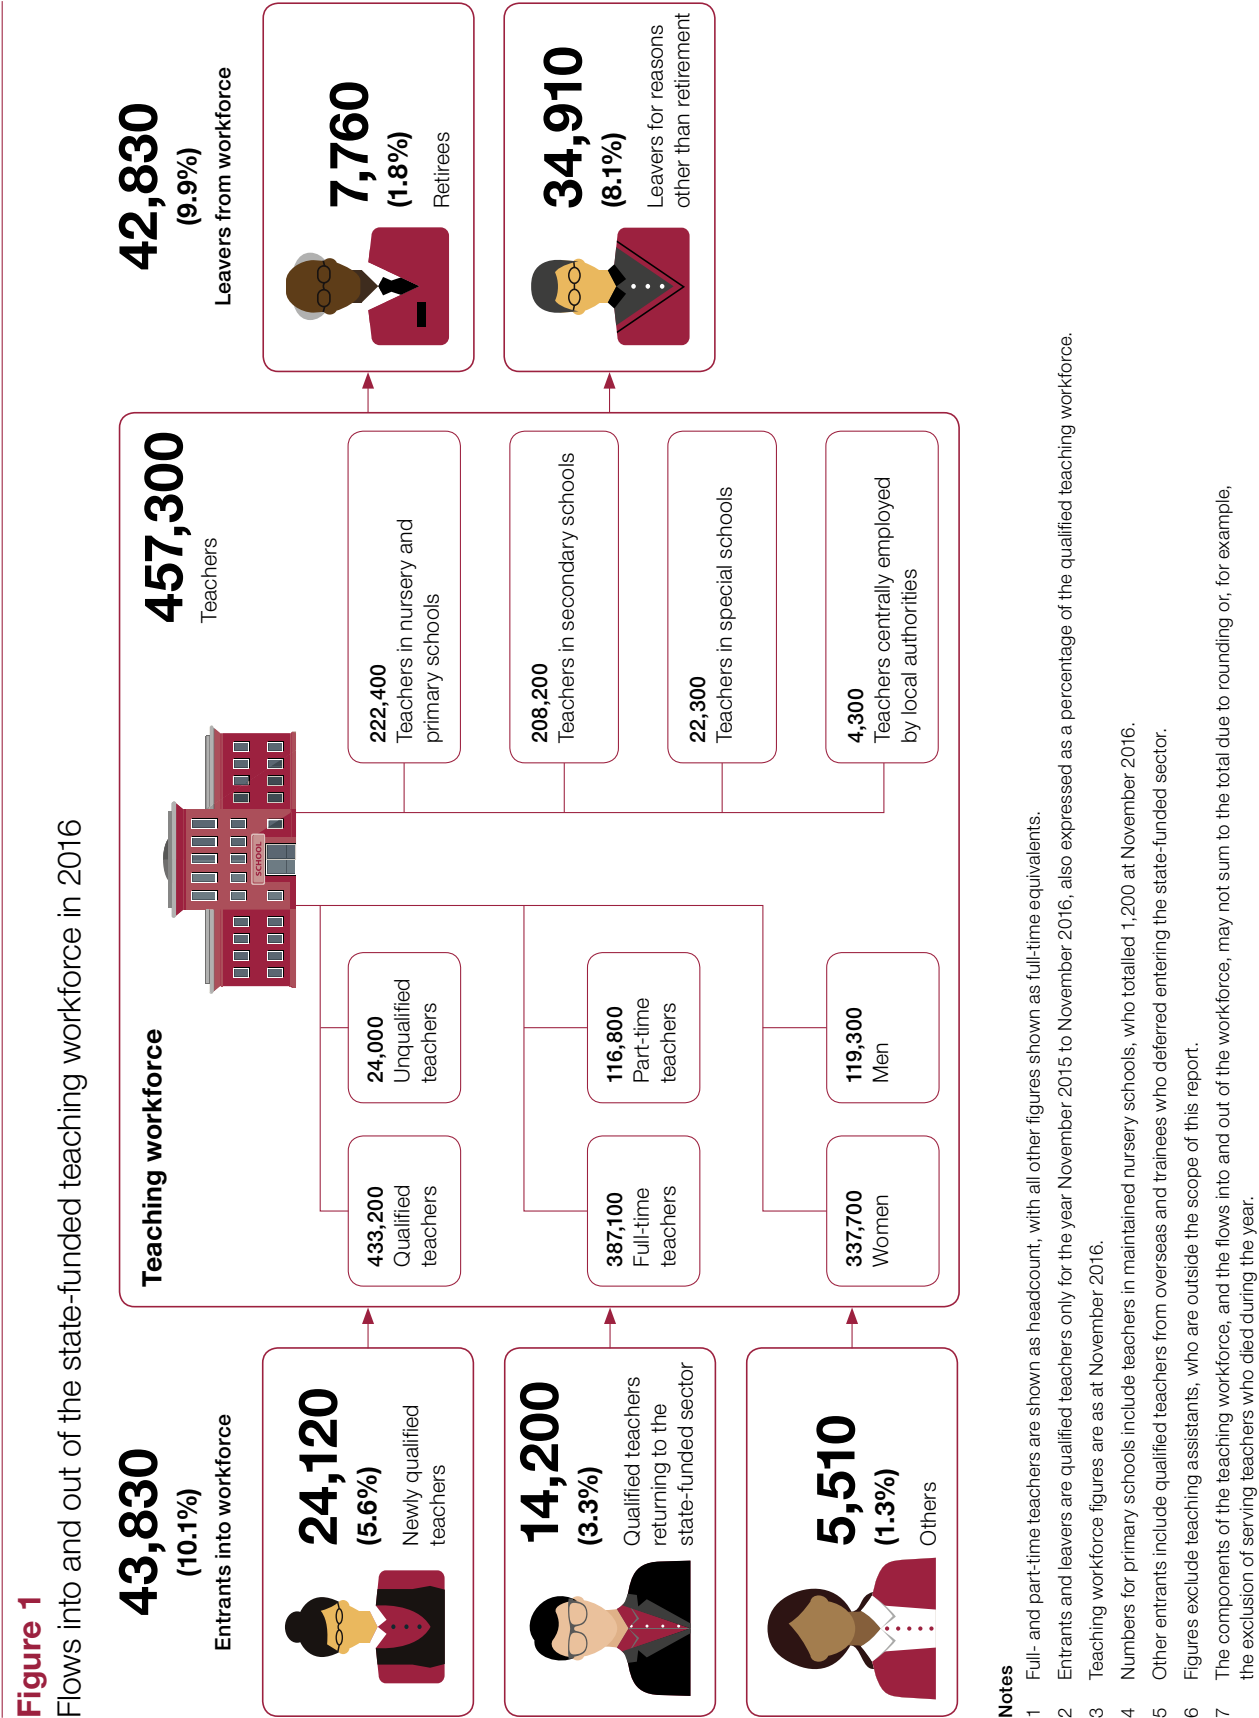 Figure 1
Flows into and out of the state-funded teaching workforce in 2016
43,830
(10.1%)
Entrants into workforce
24,120
(5.6%)
Newly qualified
teachers
14,200
(3.3%)
Qualified teachers
returning to the
state-funded sector
5,510
(1.3%)
Others
Teaching workforce
SCHOOL
457,300
Teachers
433,200
Qualified
teachers
24,000
Unqualified
teachers
387,100
Full-time
teachers
116,800
Part-time
teachers
337,700
Women
119,300
Men
222,400
Teachers in nursery and
primary schools
208,200
Teachers in secondary schools
22,300
Teachers in special schools
4,300
Teachers centrally employed
by local authorities
42,830
(9.9%)
Leavers from workforce
7,760
(1.8%)
Retirees
34,910
(8.1%)
Leavers for reasons
other than retirement
Notes
1 Full- and part-time teachers are shown as headcount, with all other figures shown as full-time equivalents.
2 Entrants and leavers are qualified teachers only for the year November 2015 to November 2016, also expressed as a percentage of the qualified teaching workforce.
3 Teaching workforce figures are as at November 2016.
4 Numbers for primary schools include teachers in maintained nursery schools, who totalled 1,200 at November 2016.
5 Other entrants include qualified teachers from overseas and trainees who deferred entering the state-funded sector.
6 Figures exclude teaching assistants, who are outside the scope of this report.
7 The components of the teaching workforce, and the flows into and out of the workforce, may not sum to the total due to rounding or, for example,
the exclusion of serving teachers who died during the year.